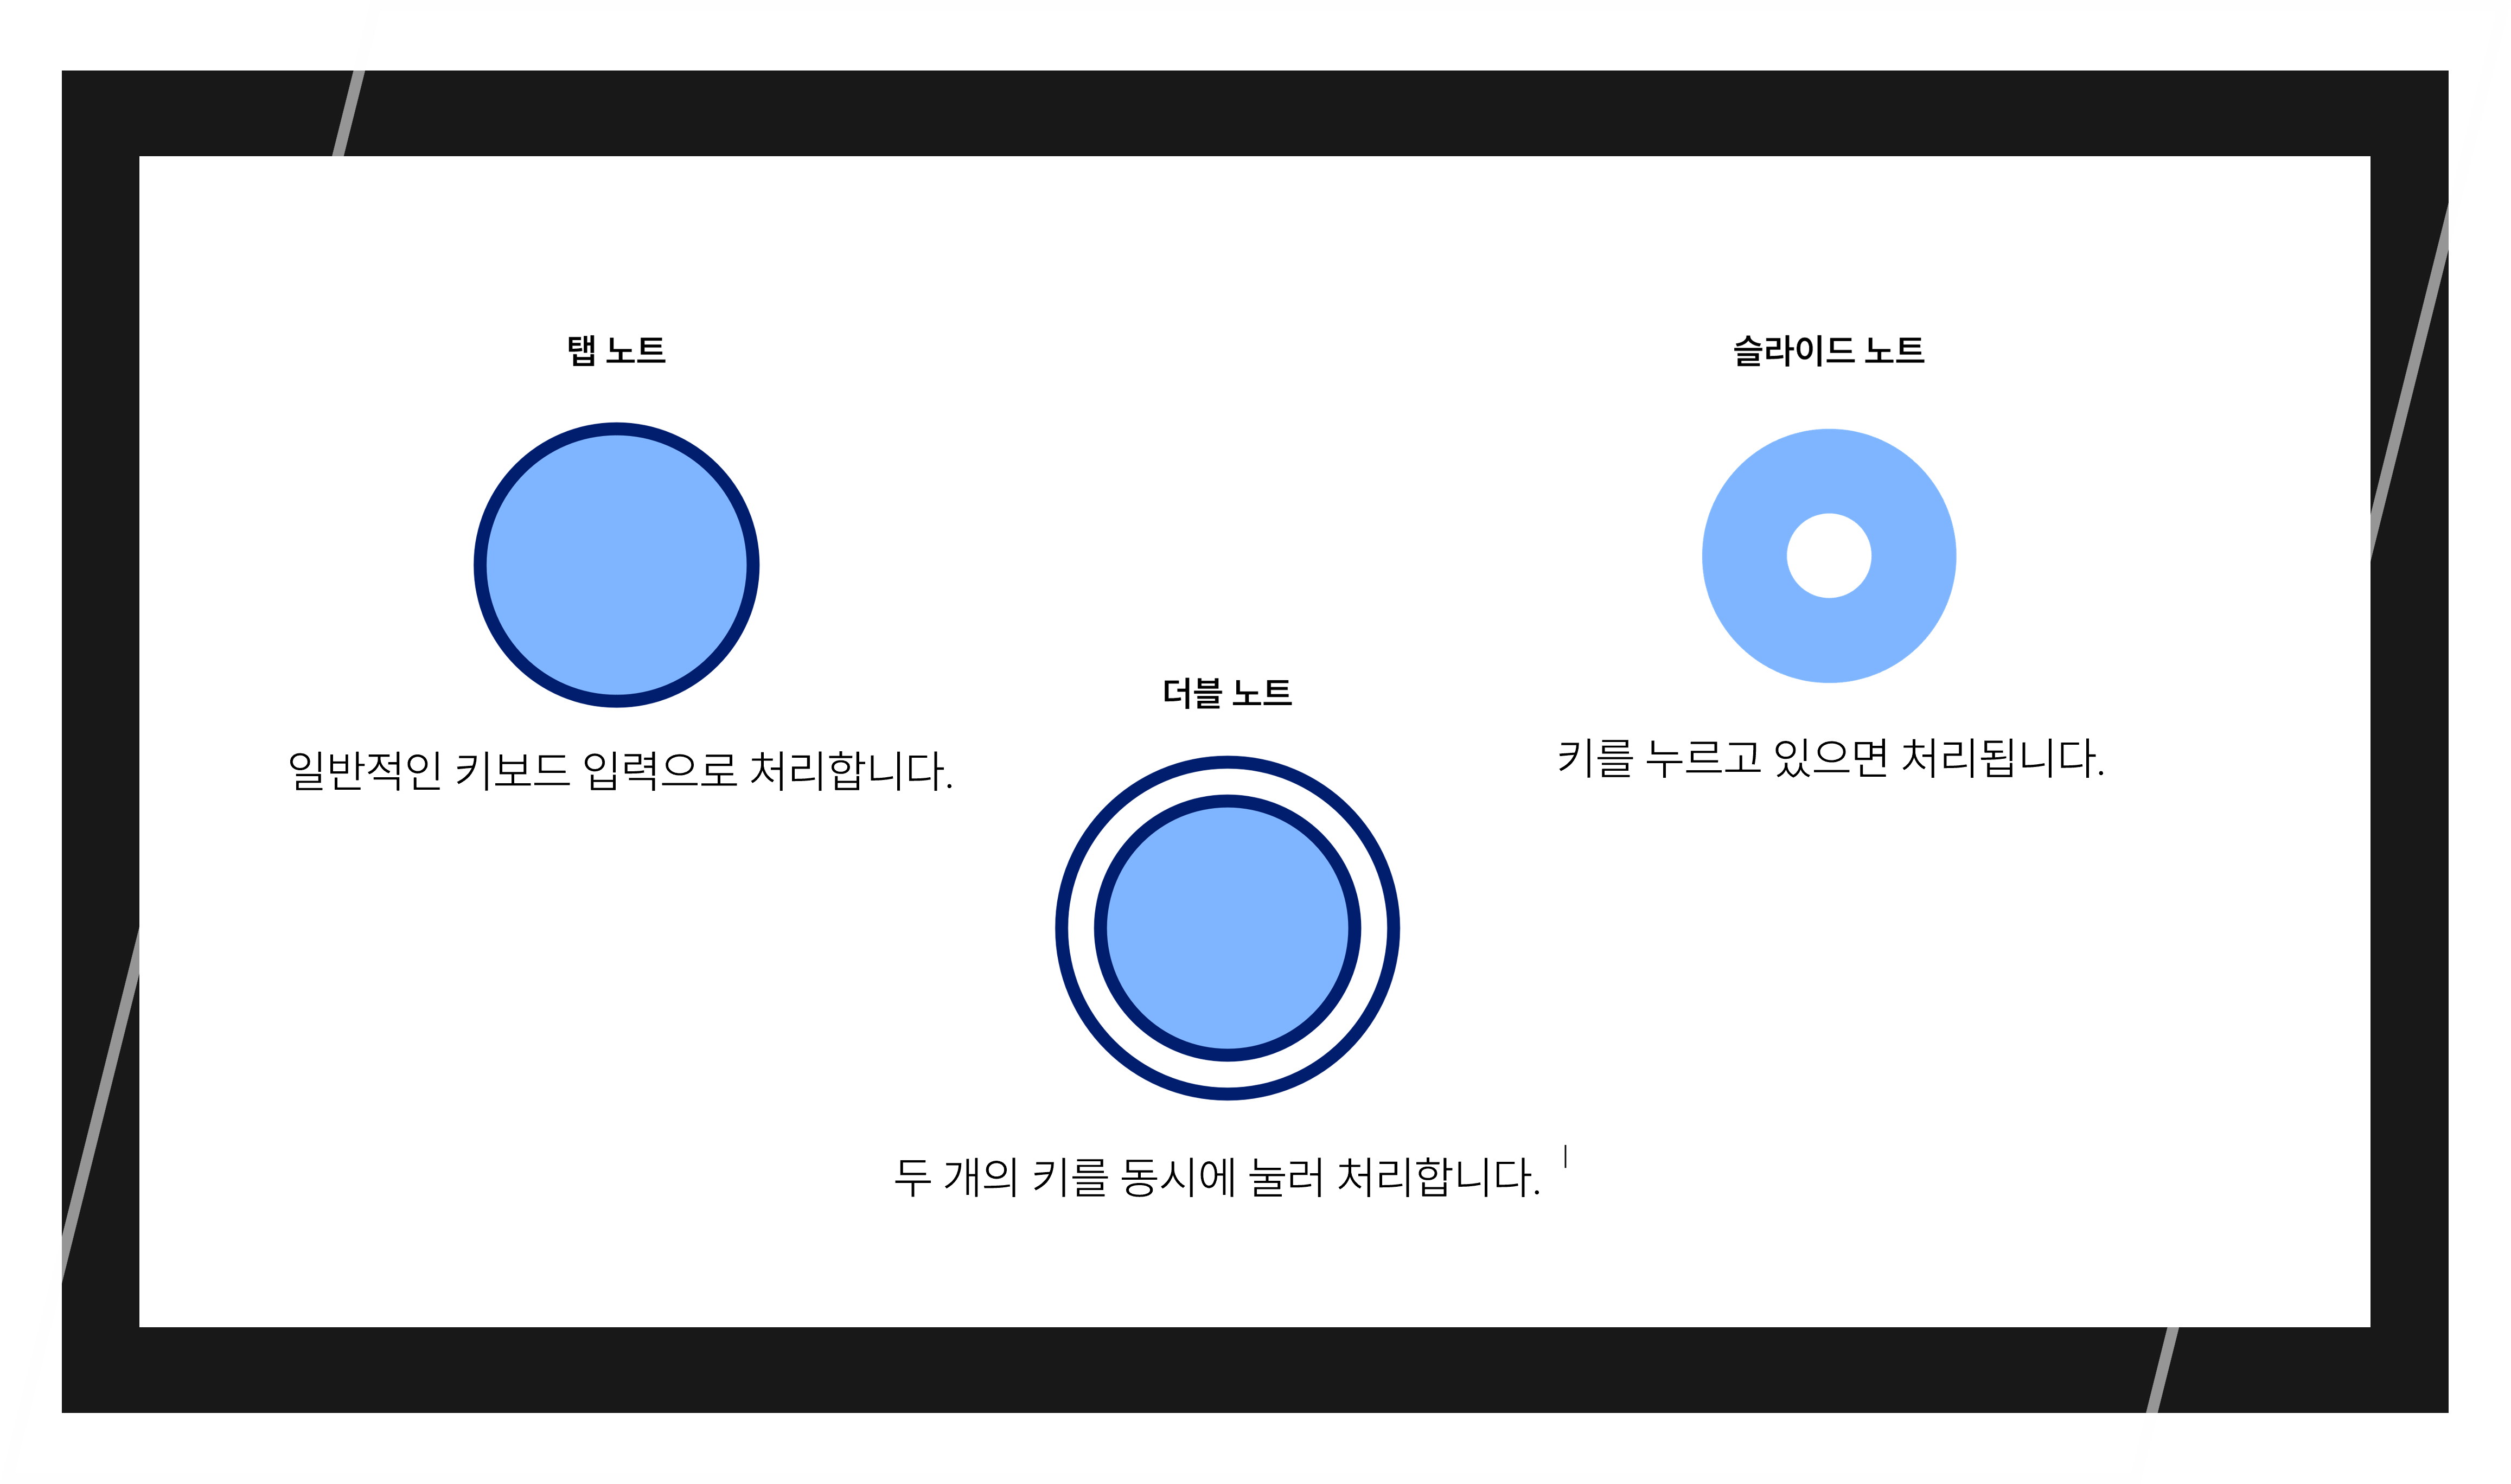 탭 노트
슬라이드 노트
일반적인 키보드 입력으로 처리합니다.
키를 누르고 있으면 처리됩니다.
더블 노트
두 개의 키를 동시에 눌러 처리합니다.